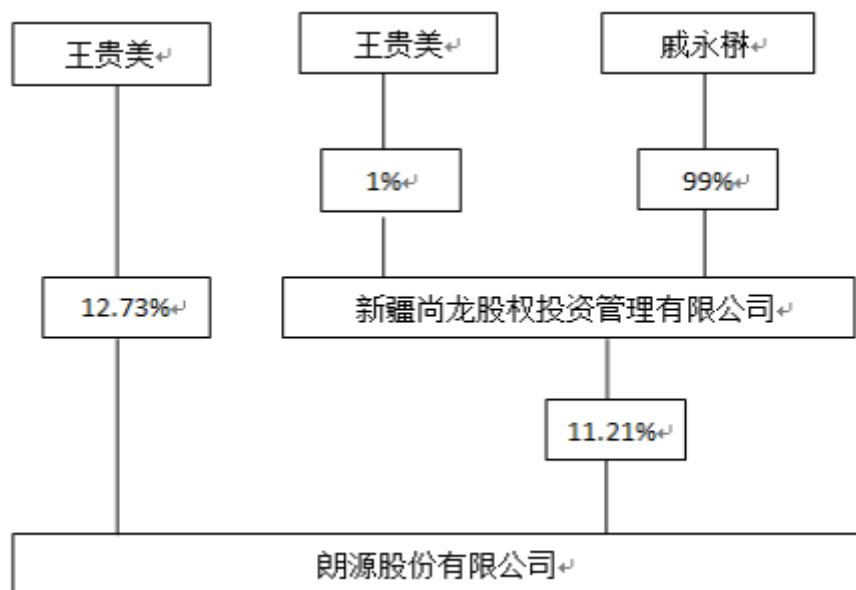 王贵美
王贵美
戚永楙
1%
99%
12.73%
新疆尚龙股权投资管理有限公司
11.21%
朗源股份有限公司